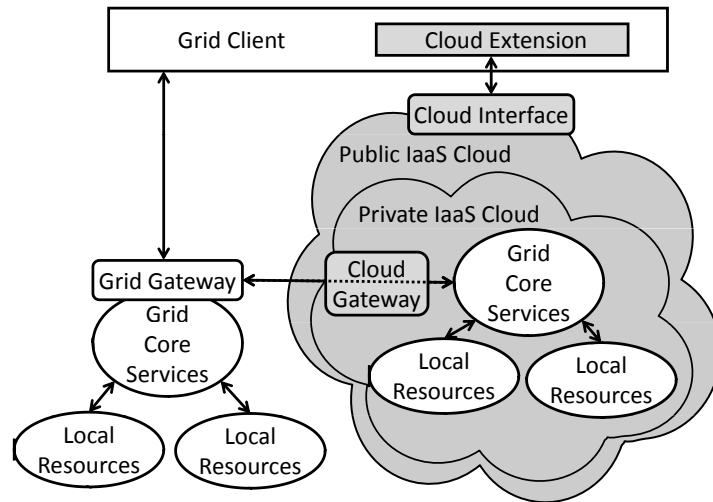 Grid Client
Cloud Extension
Cloud Interface
Public IaaS Cloud
Private IaaS Cloud
Grid Gateway
Cloud
Gateway
Grid
Core
Services
Grid
Core
Services
Local
Resources
Local
Resources
Local
Resources
Local
Resources